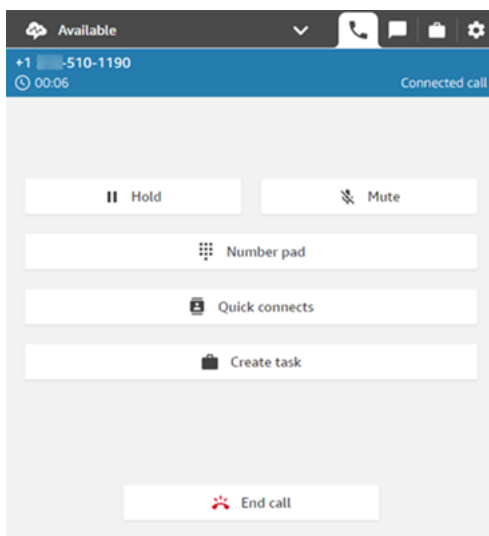 Available
+1 -510-1190
00:06 Connected call
Hold Mute
Number pad
Quick connects
Create task
End call